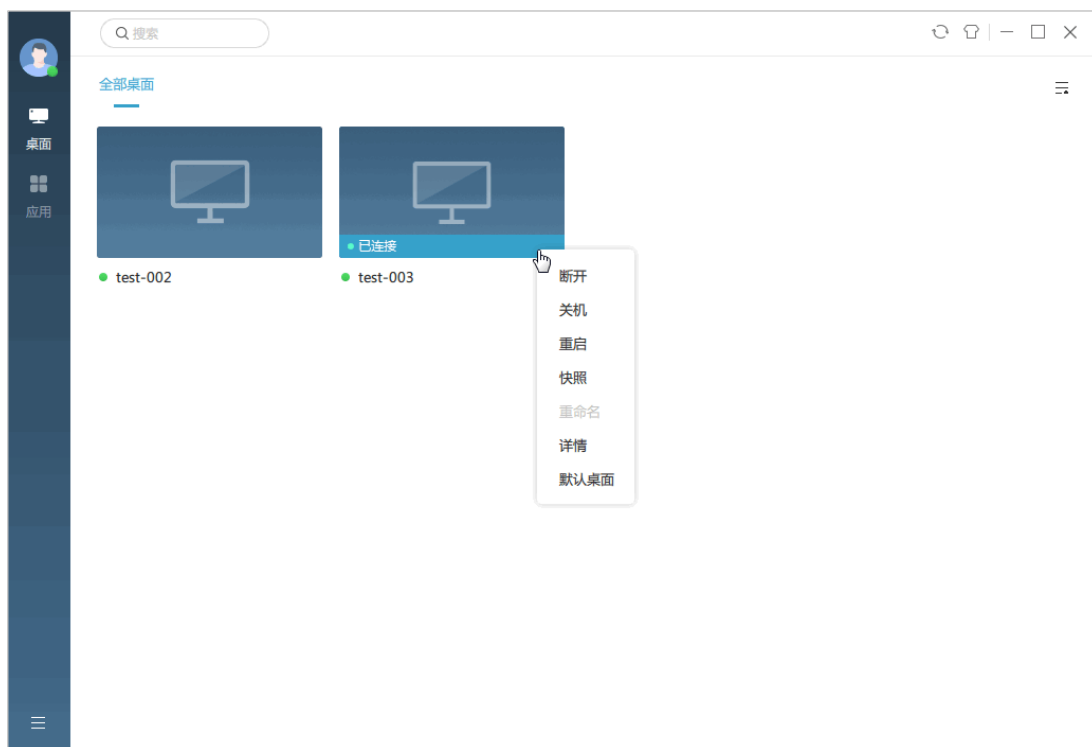 搜索
全部桌面
桌面
应用
已连接
test-002
test-003
断开
关机
重启
快照
重命名
详情
默认桌面